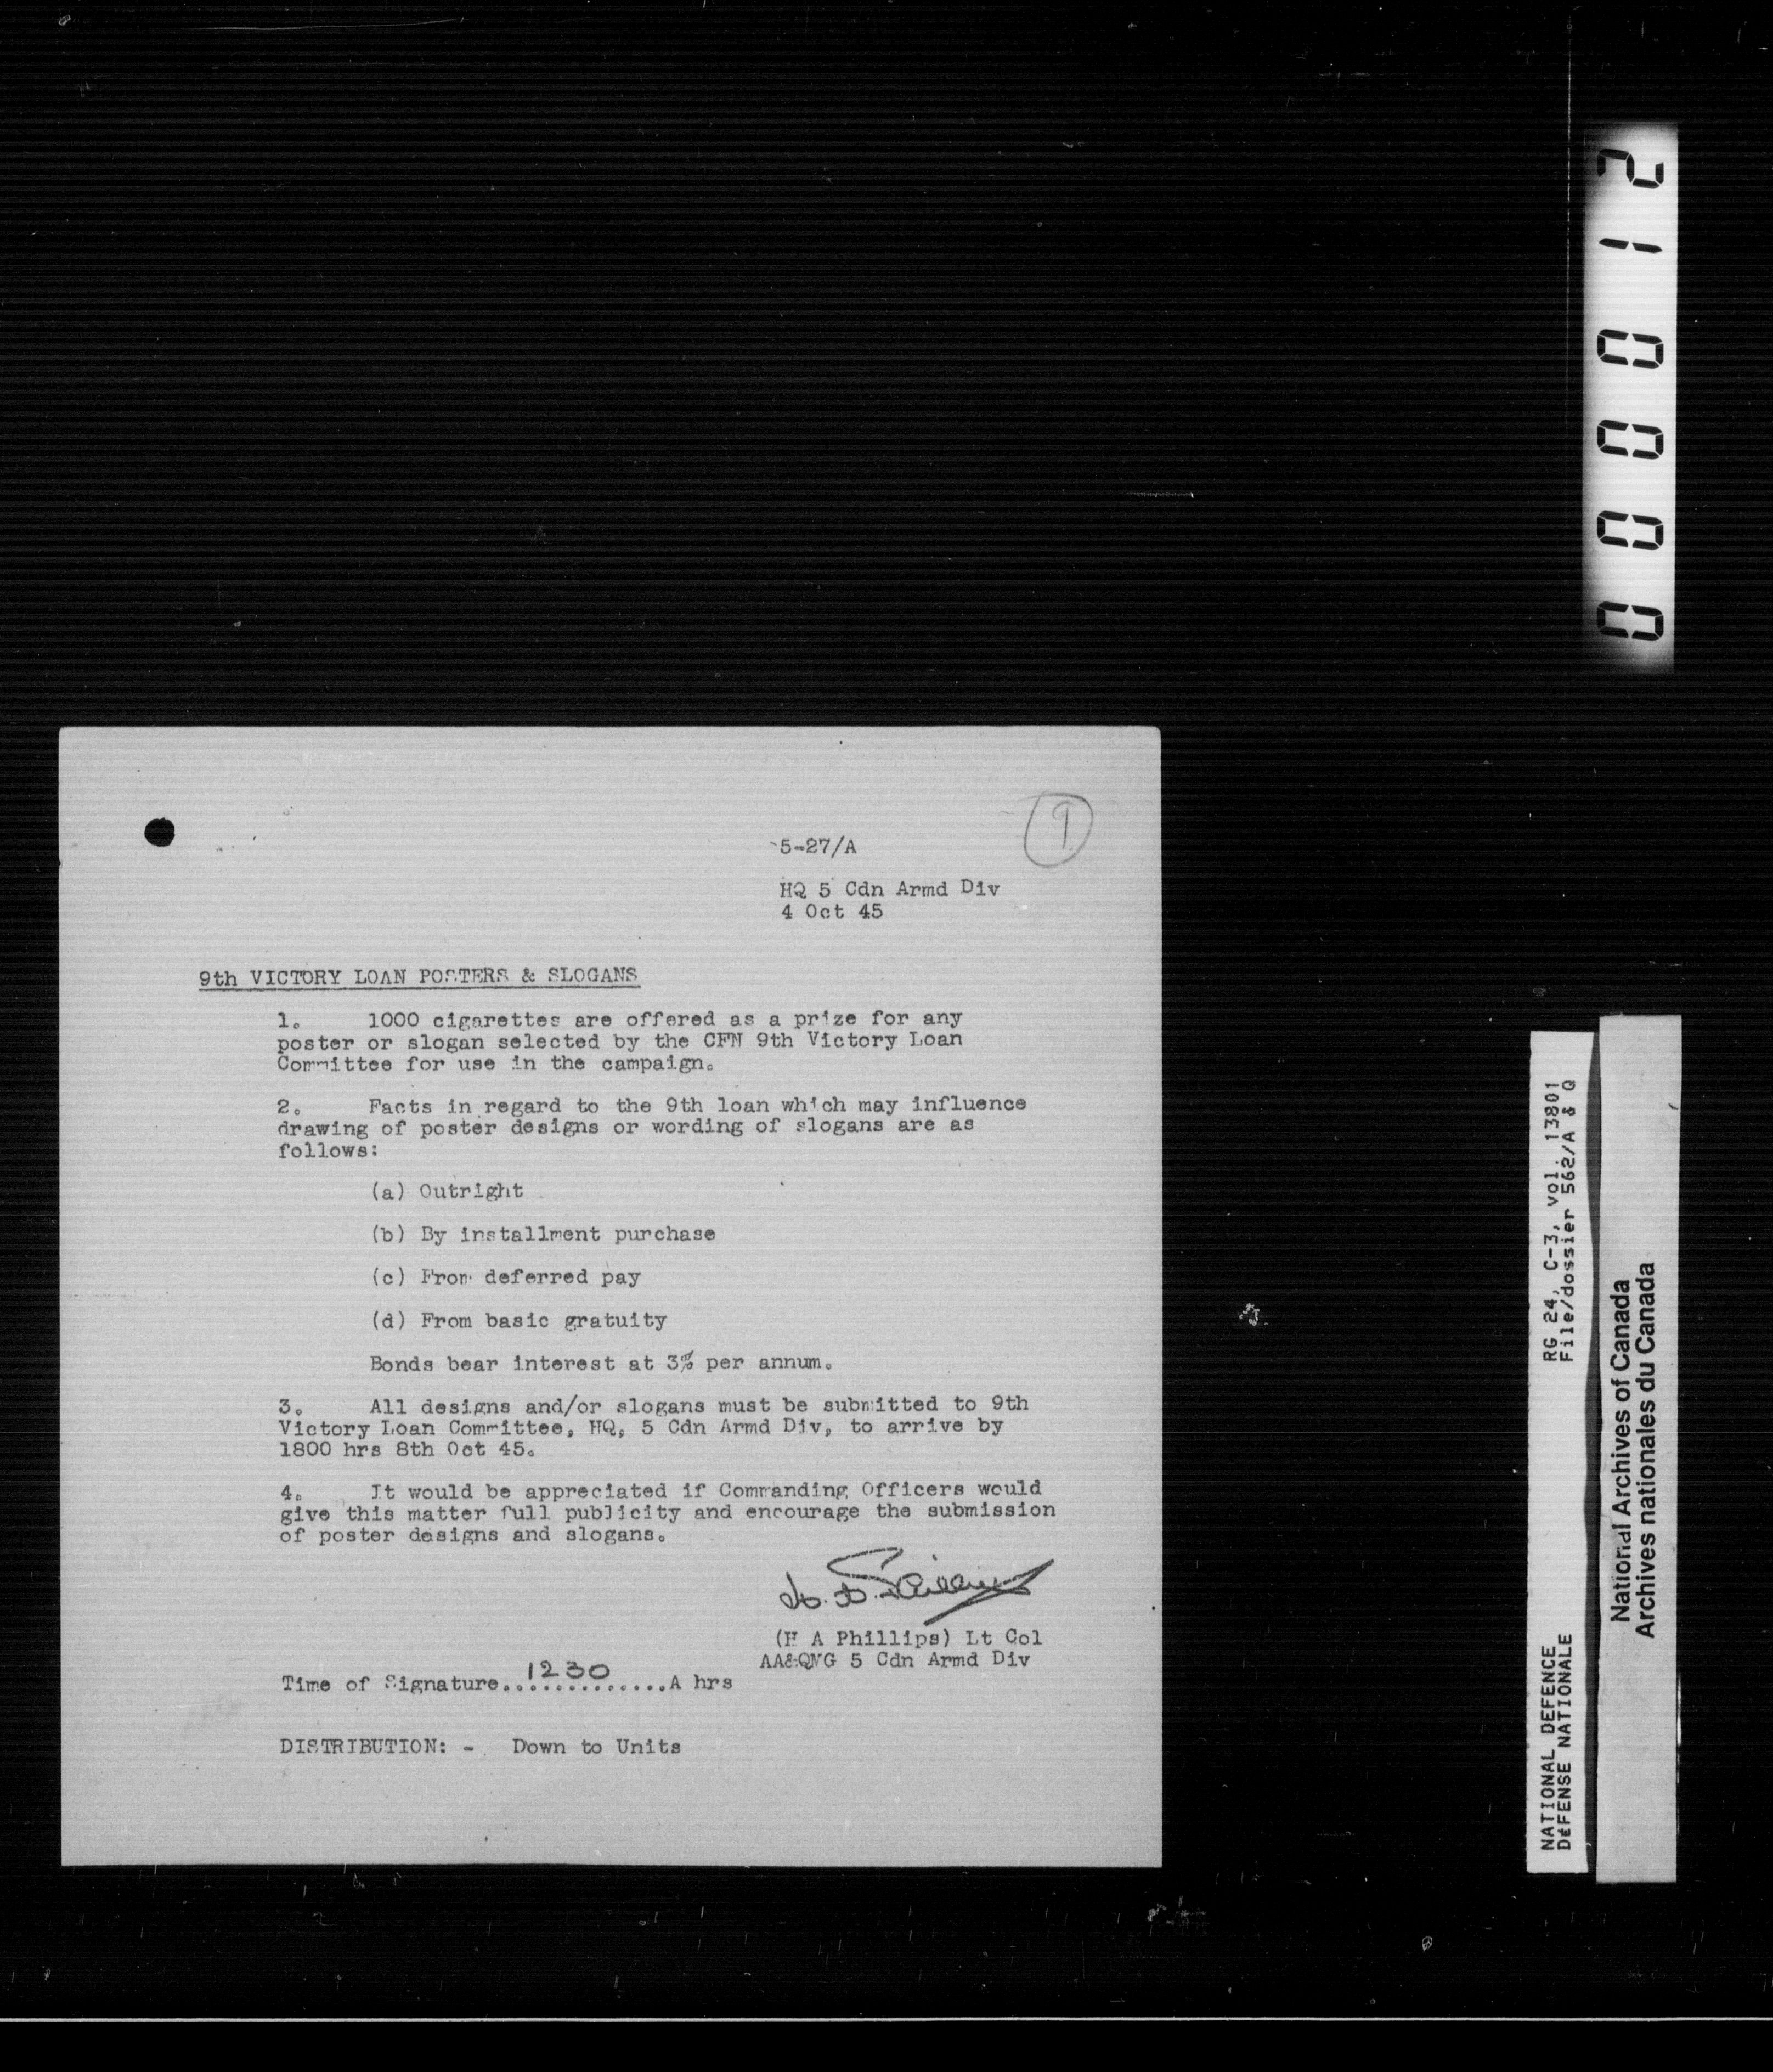 9
5-27/A
HQ 5 Cdn Armd Div
4 Oct 45
9th VICTORY LOAN POSTERS & SLOGANS
1. 1000 cigarettes are offered as a prize for any
poster or slogan selected by the CFN 9th Victory Loan
Committee for use in the campaign.
2. Facts in regard to the 9th loan which may influence
drawing of poster designs or wording of slogans are as
follows:
(a) Outright
(b) By installment purchase
(c) From deferred pay
(d) From basic gratuity
Bonds bear interest at 3% per annum.
3. All designs and/or slogans must be submitted to 9th
Victory Loan Committee, HQ, 5 Cdn Armd Div, to arrive by
1800 hrs 8th Oct 45.
4. It would be appreciated if Commanding Officers would
give this matter full publicity and encourage the submission
of poster designs and slogans.
(H A Phillips) Lt Col
AA&QMG 5 Cdn Armd Div
Time of Signature..1230..A hrs
DISTRIBUTION: - Down to Units
000012
RG 24, C-3, vol. 13801
File/dossier 562/A & Q
NATIONAL DEFENCE
DÉFENSE NATIONALE
National Archives of Canada
Archives nationales du Canada